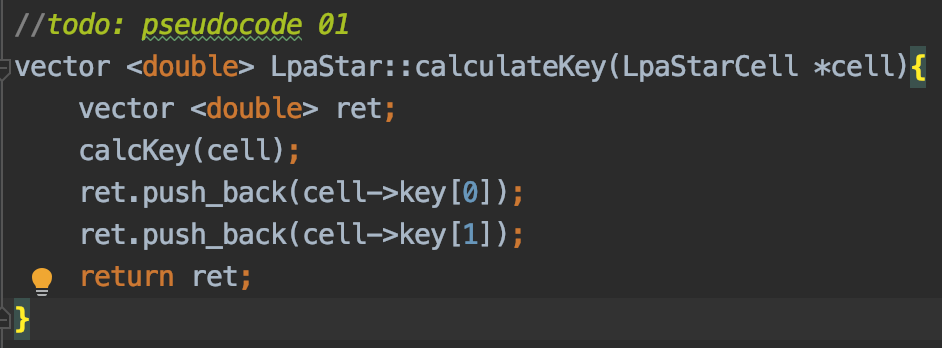 //todo: pseudocode 01
vector <double> LpaStar::calculateKey(LpaStarCell *cell){
    vector <double> ret;
    calcKey(cell);
    ret.push_back(cell->key[0]);
    ret.push_back(cell->key[1]);
    return ret;
}